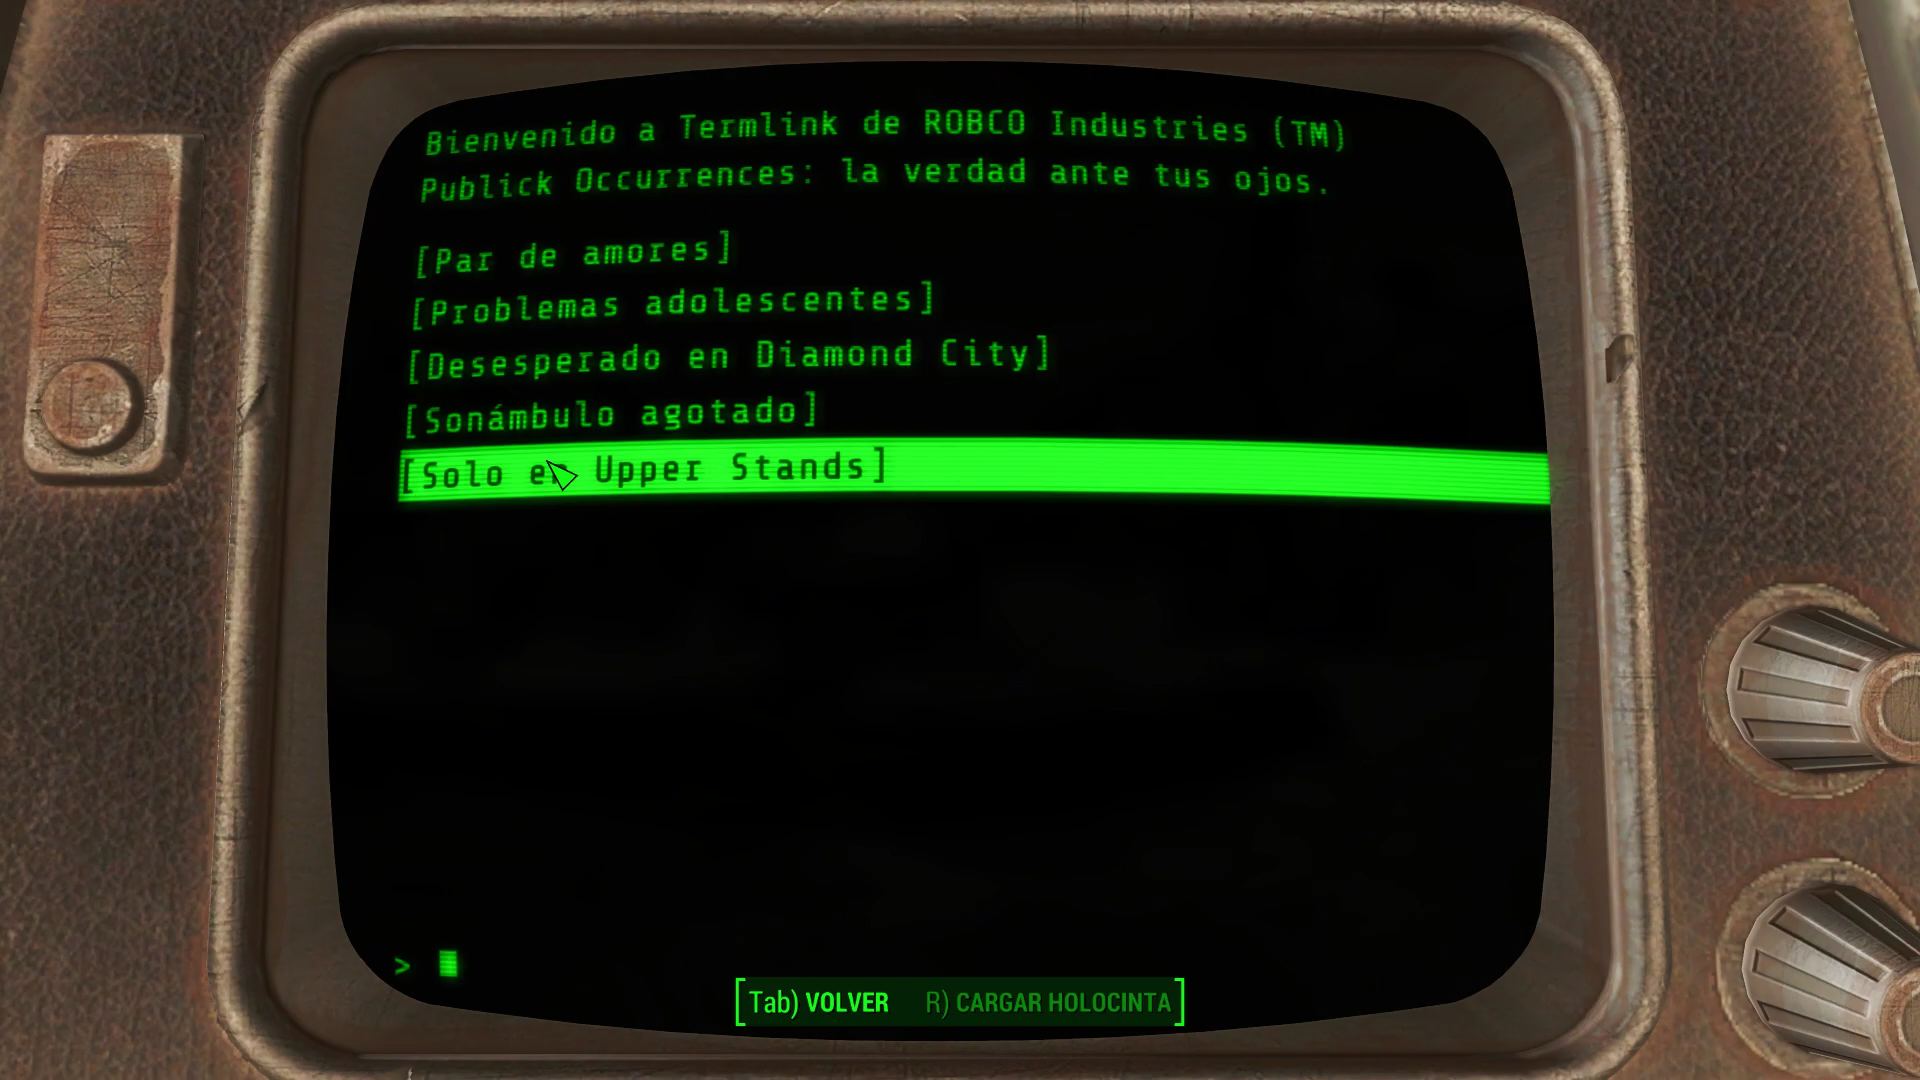 Bienvenido a Termlink de ROBCO Industries (TM)
Publick Occurrences: la verdad ante tus ojos.
[Par de amores]
[Problemas adolescentes]
[Desesperado en Diamond City]
[Sonámbulo agotado]
[Solo en Upper Stands]
>
Tab) VOLVER R) CARGAR HOLOCINTA